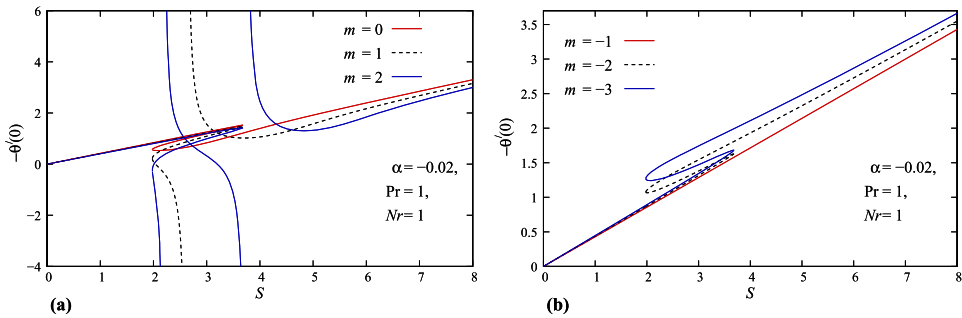 6
4
2
0
−2
−4
−θ′(0)
m = 0
m = 1
m = 2
α = −0.02,
Pr = 1,
Nr = 1
0 1 2 3 4 5 6 7 8
S
(a)
3.5
3
2.5
2
1.5
1
0.5
0
−θ′(0)
m = −1
m = −2
m = −3
α = −0.02,
Pr = 1,
Nr = 1
0 1 2 3 4 5 6 7 8
S
(b)